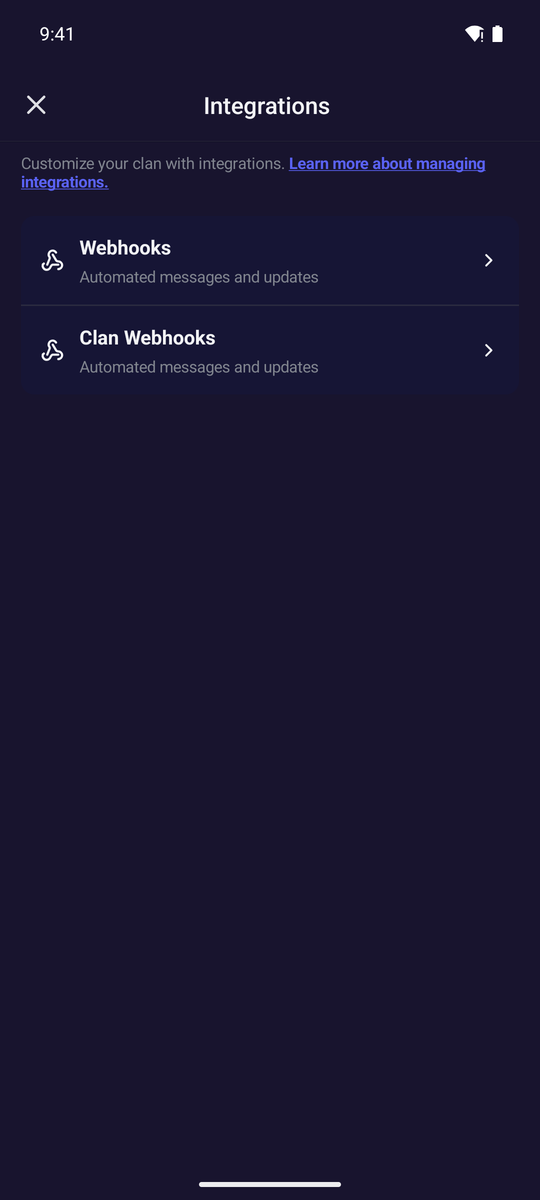 9:41
Integrations
Customize your clan with integrations. Learn more about managing
integrations.
Webhooks
Automated messages and updates
Clan Webhooks
Automated messages and updates